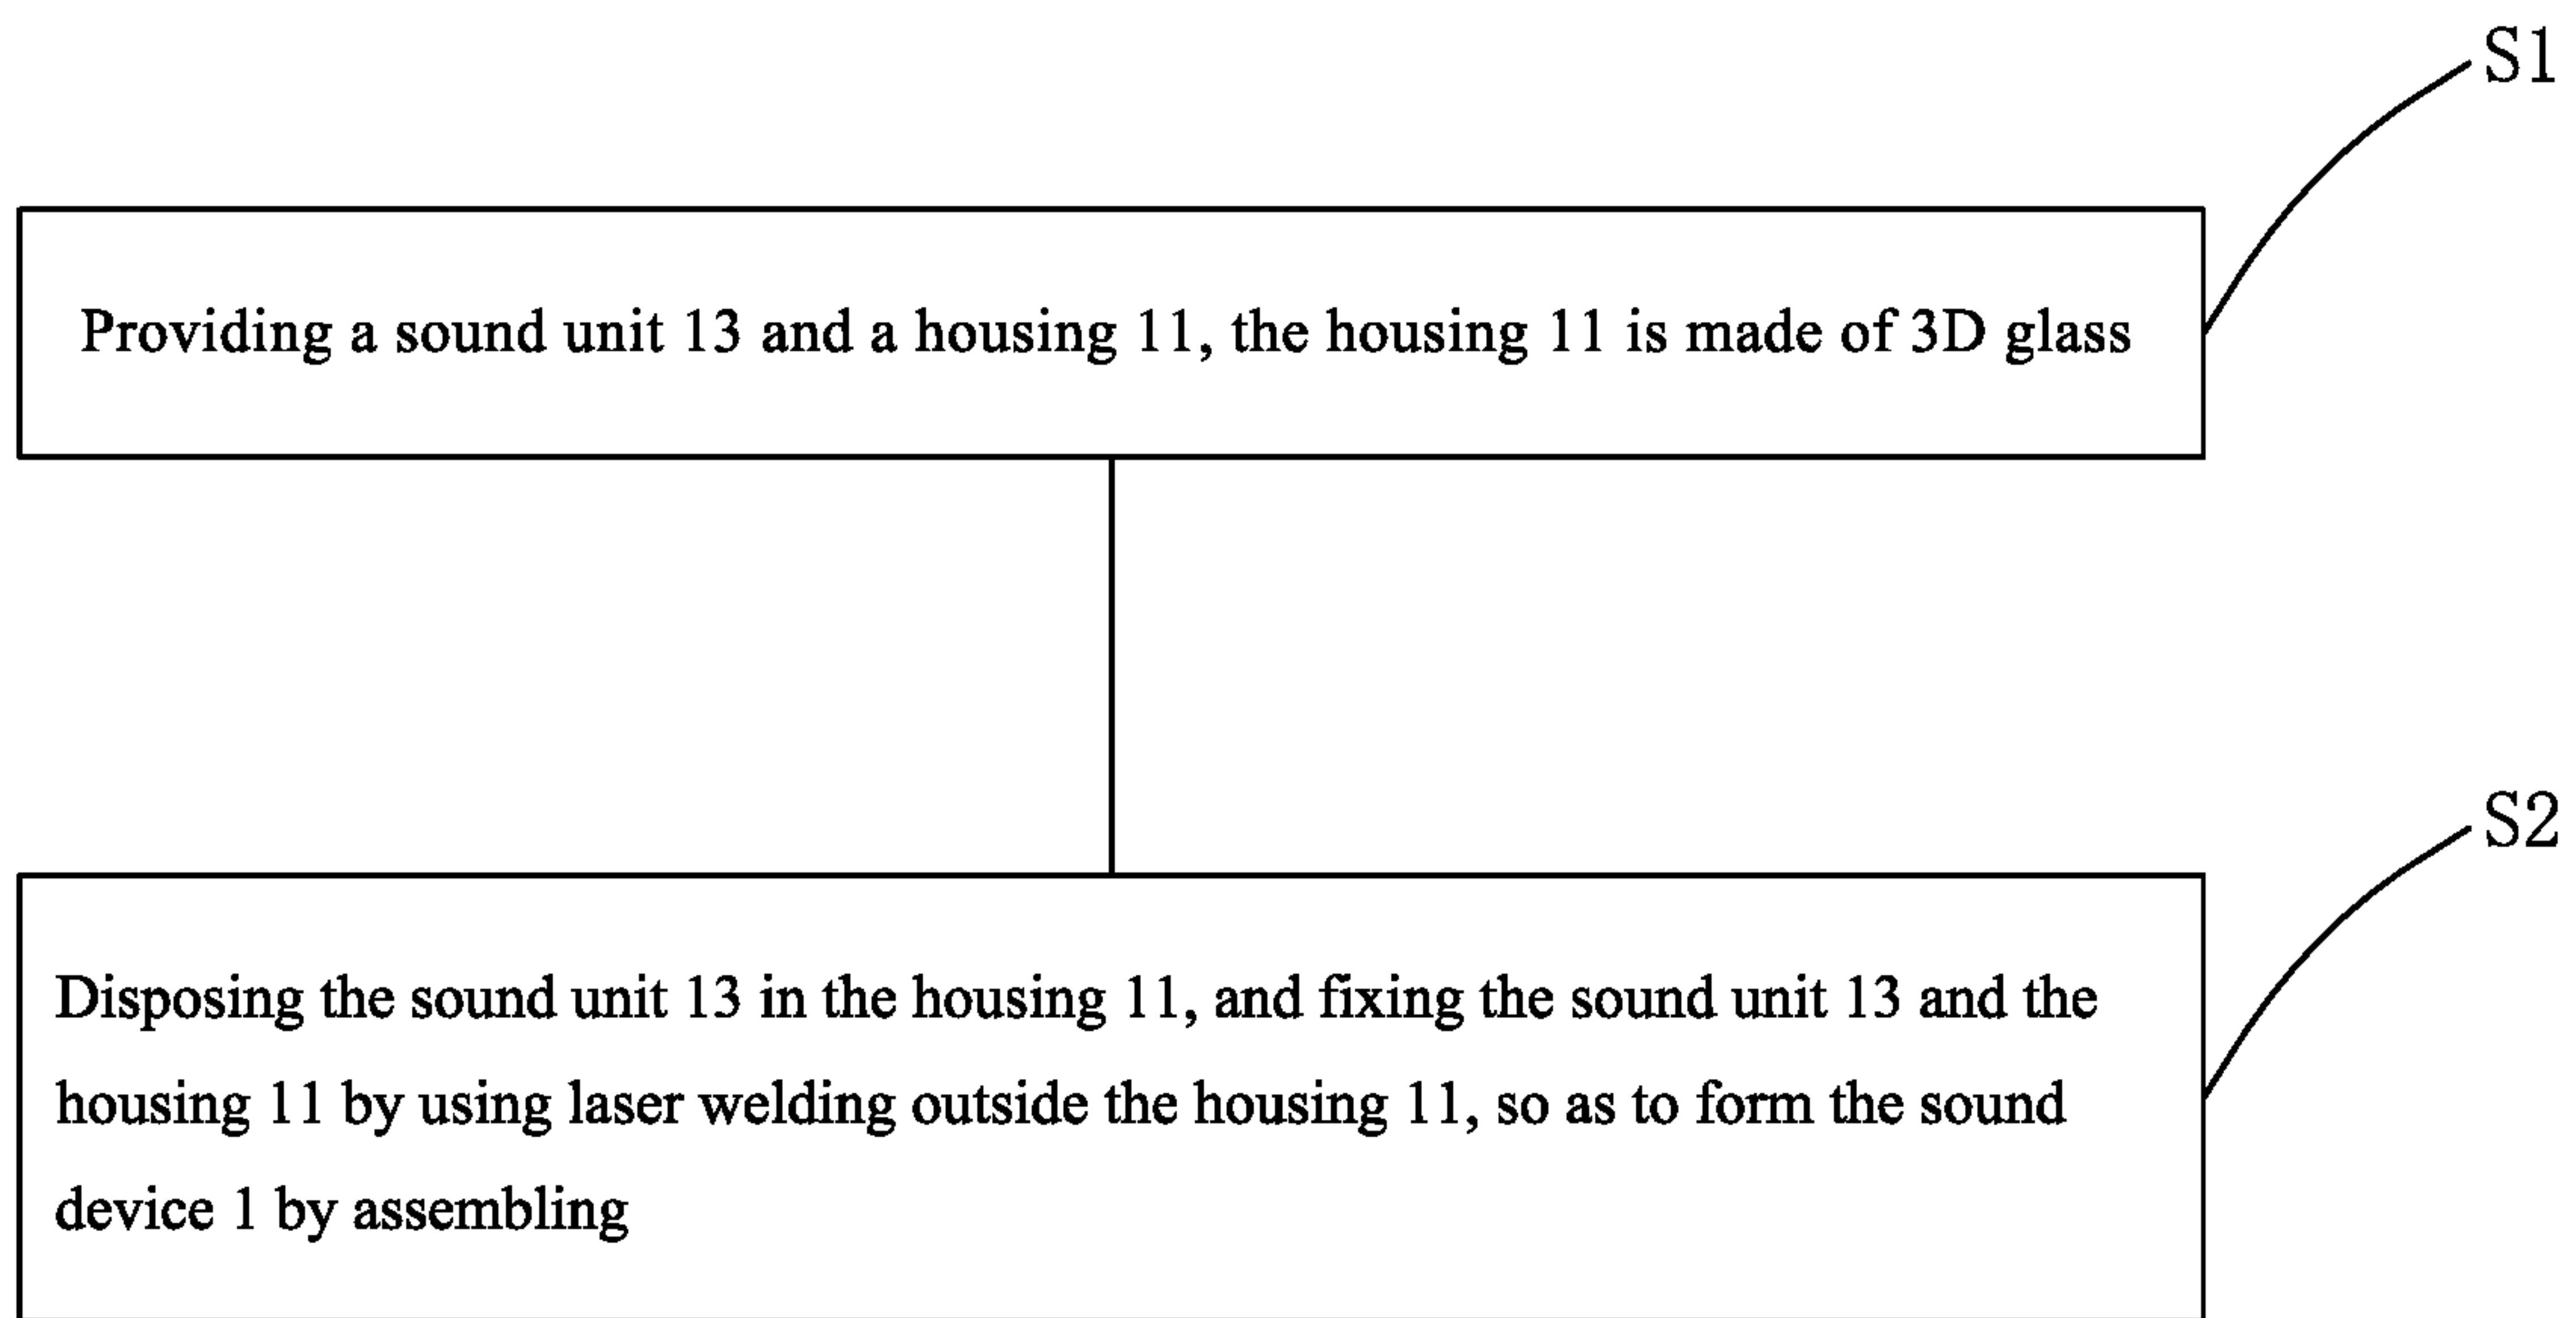 S1
Providing a sound unit 13 and a housing 11, the housing 11 is made of 3D glass
S2
Disposing the sound unit 13 in the housing 11, and fixing the sound unit 13 and the
housing 11 by using laser welding outside the housing 11, so as to form the sound
device 1 by assembling